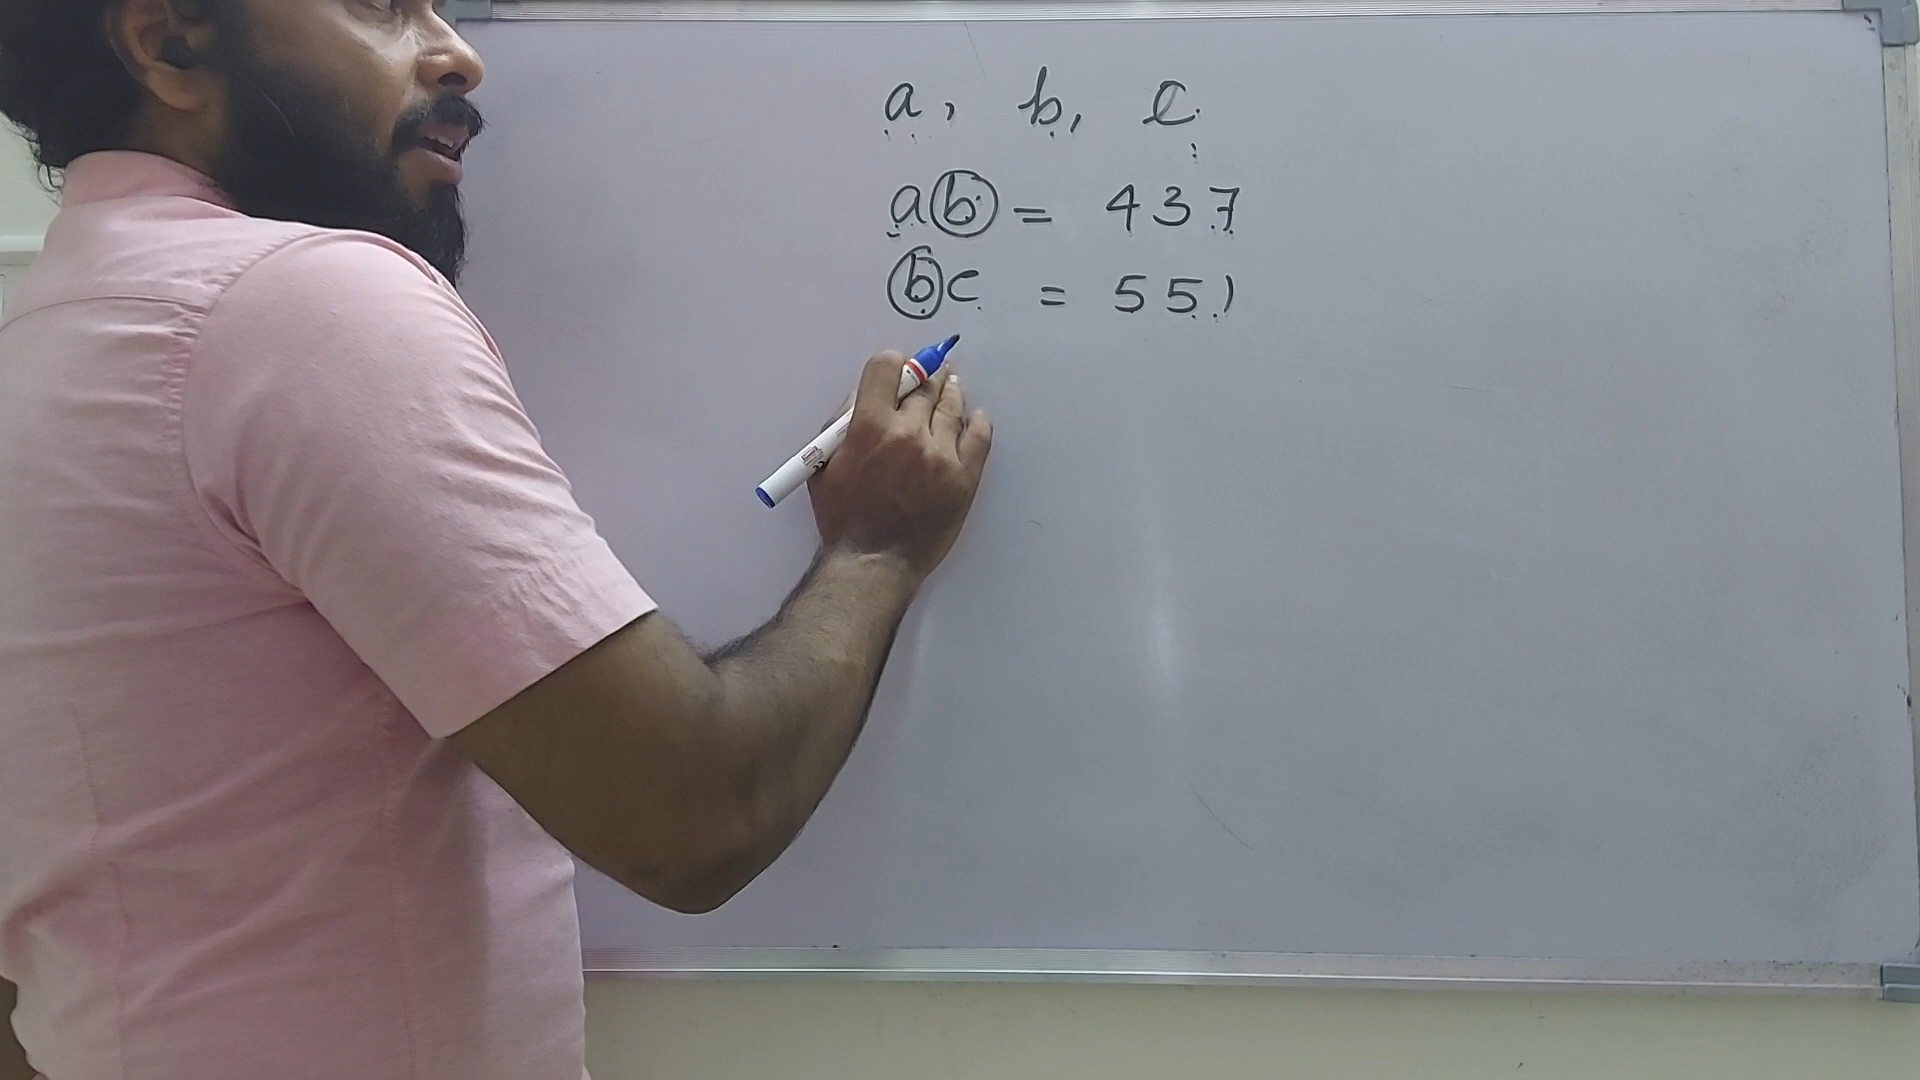 a, b, c
ab = 437
bc = 551